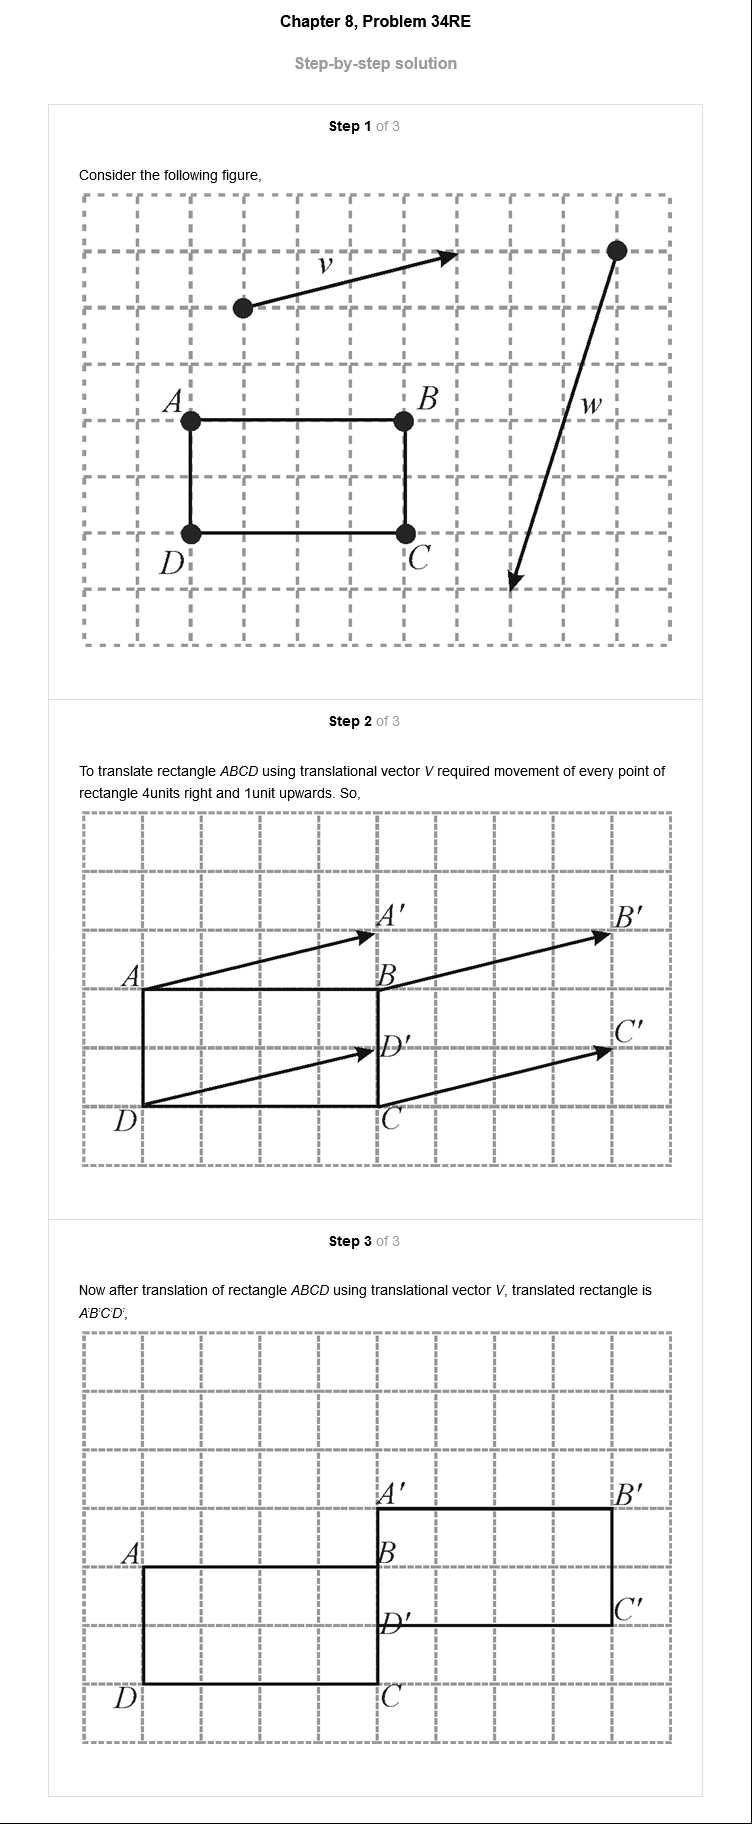 Chapter 8, Problem 34RE
Step-by-step solution
Step 1 of 3
Consider the following figure,
v
A
B
w
D
C
Step 2 of 3
To translate rectangle ABCD using translational vector V required movement of every point of
rectangle 4units right and 1unit upwards. So,
A'
B'
A
B
D'
C'
D
C
Step 3 of 3
Now after translation of rectangle ABCD using translational vector V, translated rectangle is
A'B'C'D',
A'
B'
A
B
D'
C'
D
C